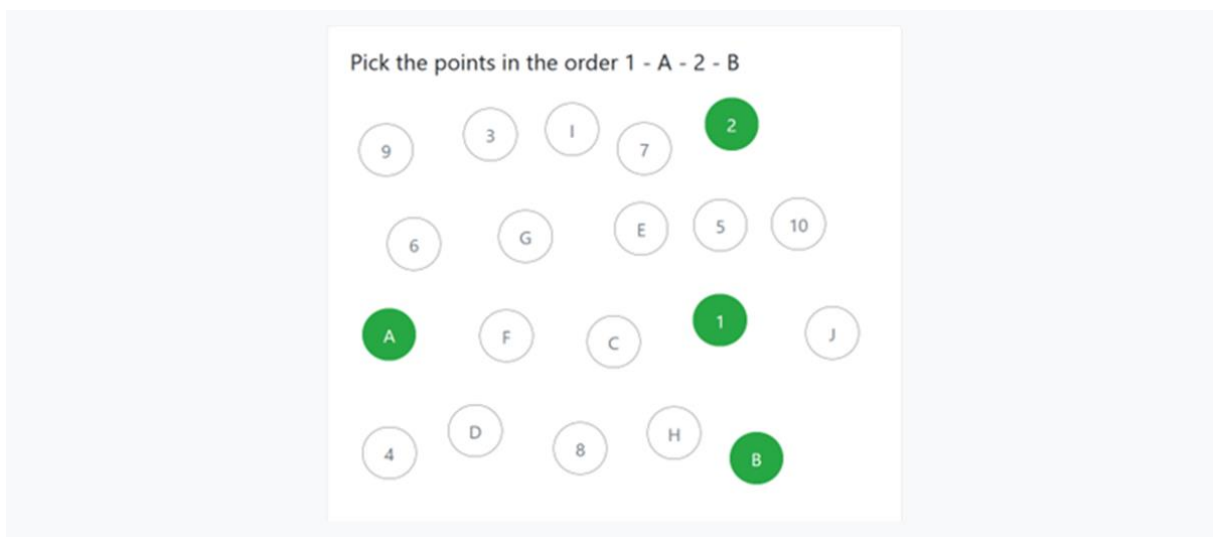 Pick the points in the order 1 - A - 2 - B
9 3 I 7 2
6 G E 5 10
A F C 1 J
4 D 8 H B